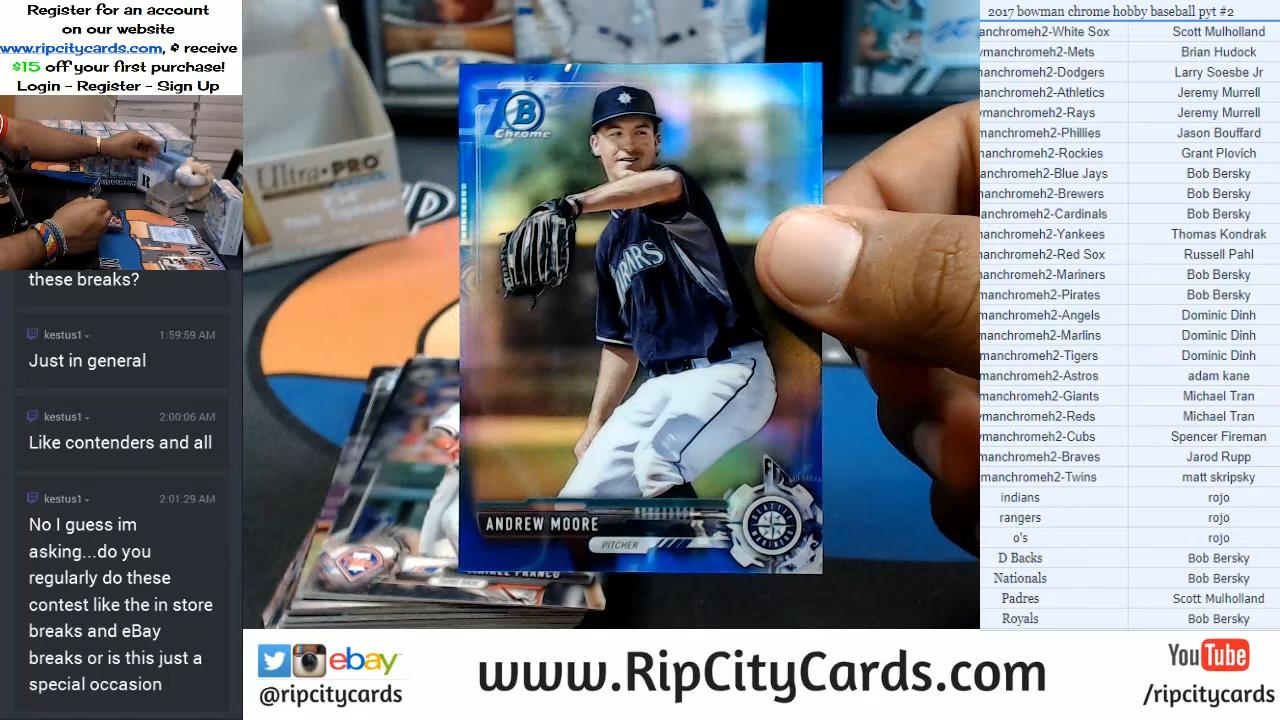 Register for an account
on our website
www.ripcitycards.com, & receive
$15 off your first purchase!
Login - Register - Sign Up
these breaks?
kestus1
1:59:59 AM
Just in general
kestus1
2:00:06 AM
Like contenders and all
kestus1
2:01:29 AM
No I guess im
asking...do you
regularly do these
contest like the in store
breaks and eBay
breaks or is this just a
special occasion
Ultra·PRO
70 B
Chrome
ANDREW MOORE
PITCHER
2017 bowman chrome hobby baseball pyt #2
anchromeh2-White Sox Scott Mulholland
manchromeh2-Mets Brian Hudock
manchromeh2-Dodgers Larry Soesbe Jr
manchromeh2-Athletics Jeremy Murrell
manchromeh2-Rays Jeremy Murrell
manchromeh2-Phillies Jason Bouffard
manchromeh2-Rockies Grant Plovich
anchromeh2-Blue Jays Bob Bersky
manchromeh2-Brewers Bob Bersky
manchromeh2-Cardinals Bob Bersky
manchromeh2-Yankees Thomas Kondrak
manchromeh2-Red Sox Russell Pahl
manchromeh2-Mariners Bob Bersky
manchromeh2-Pirates Bob Bersky
manchromeh2-Angels Dominic Dinh
manchromeh2-Marlins Dominic Dinh
manchromeh2-Tigers Dominic Dinh
manchromeh2-Astros adam kane
manchromeh2-Giants Michael Tran
manchromeh2-Reds Michael Tran
manchromeh2-Cubs Spencer Fireman
manchromeh2-Braves Jarod Rupp
manchromeh2-Twins matt skripsky
indians rojo
rangers rojo
o's rojo
D Backs Bob Bersky
Nationals Bob Bersky
Padres Scott Mulholland
Royals Bob Bersky
ebay
@ripcitycards
www.RipCityCards.com
YouTube
/ripcitycards